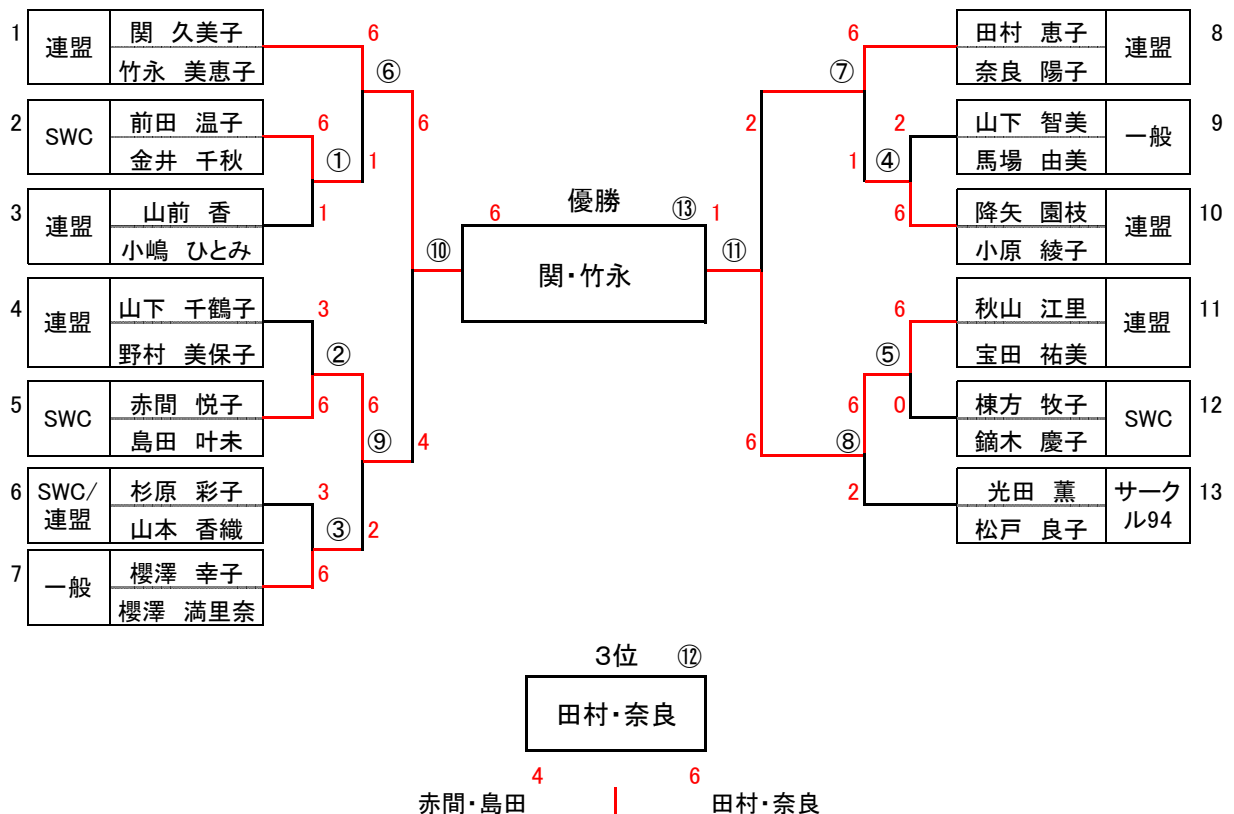 1 連盟 関 久美子
竹永 美恵子
6
⑥
2 SWC 前田 温子
金井 千秋
6
①
1
6
3 連盟 山前 香
小嶋 ひとみ
1
⑩
4 連盟 山下 千鶴子
野村 美保子
3
②
5 SWC 赤間 悦子
島田 叶未
6
6
⑨
4
6 SWC/連盟 杉原 彩子
山本 香織
3
③
2
7 一般 櫻澤 幸子
櫻澤 満里奈
6
優勝
6 ⑬ 1
関・竹永
⑪
6
⑦
田村 恵子 連盟 8
奈良 陽子
2
2
1
④
山下 智美 一般 9
馬場 由美
6
降矢 園枝 連盟 10
小原 綾子
6
⑤
秋山 江里 連盟 11
宝田 祐美
6
0
棟方 牧子 SWC 12
鏑木 慶子
6
⑧
2
光田 薫 サークル94 13
松戸 良子
3位 ⑫
田村・奈良
4 6
赤間・島田 田村・奈良